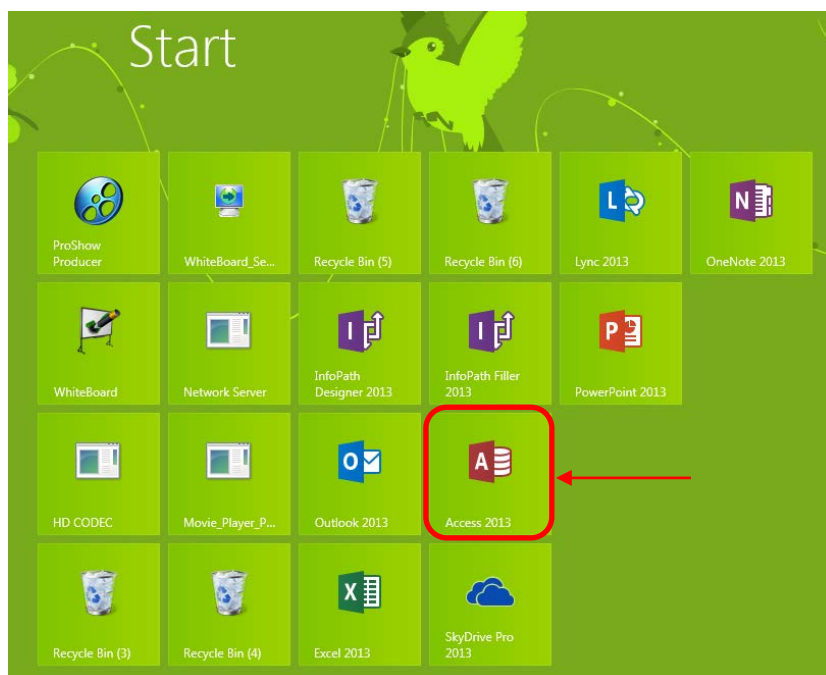 Start
ProShow
Producer
WhiteBoard_Se...
Recycle Bin (5)
Recycle Bin (6)
Lync 2013
OneNote 2013
WhiteBoard
Network Server
InfoPath
Designer 2013
InfoPath Filler
2013
PowerPoint 2013
HD CODEC
Movie_Player_P...
Outlook 2013
Access 2013
Recycle Bin (3)
Recycle Bin (4)
Excel 2013
SkyDrive Pro
2013